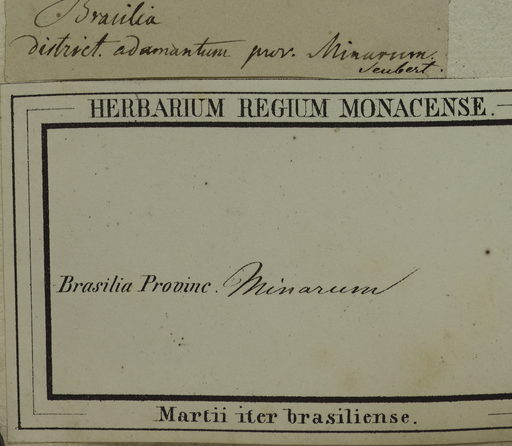 Brasilia
district. adamantum prov. Minarum.
Seubert.
HERBARIUM REGIUM MONACENSE.
Brasilia Provinc. Minarum
Martii iter brasiliense.